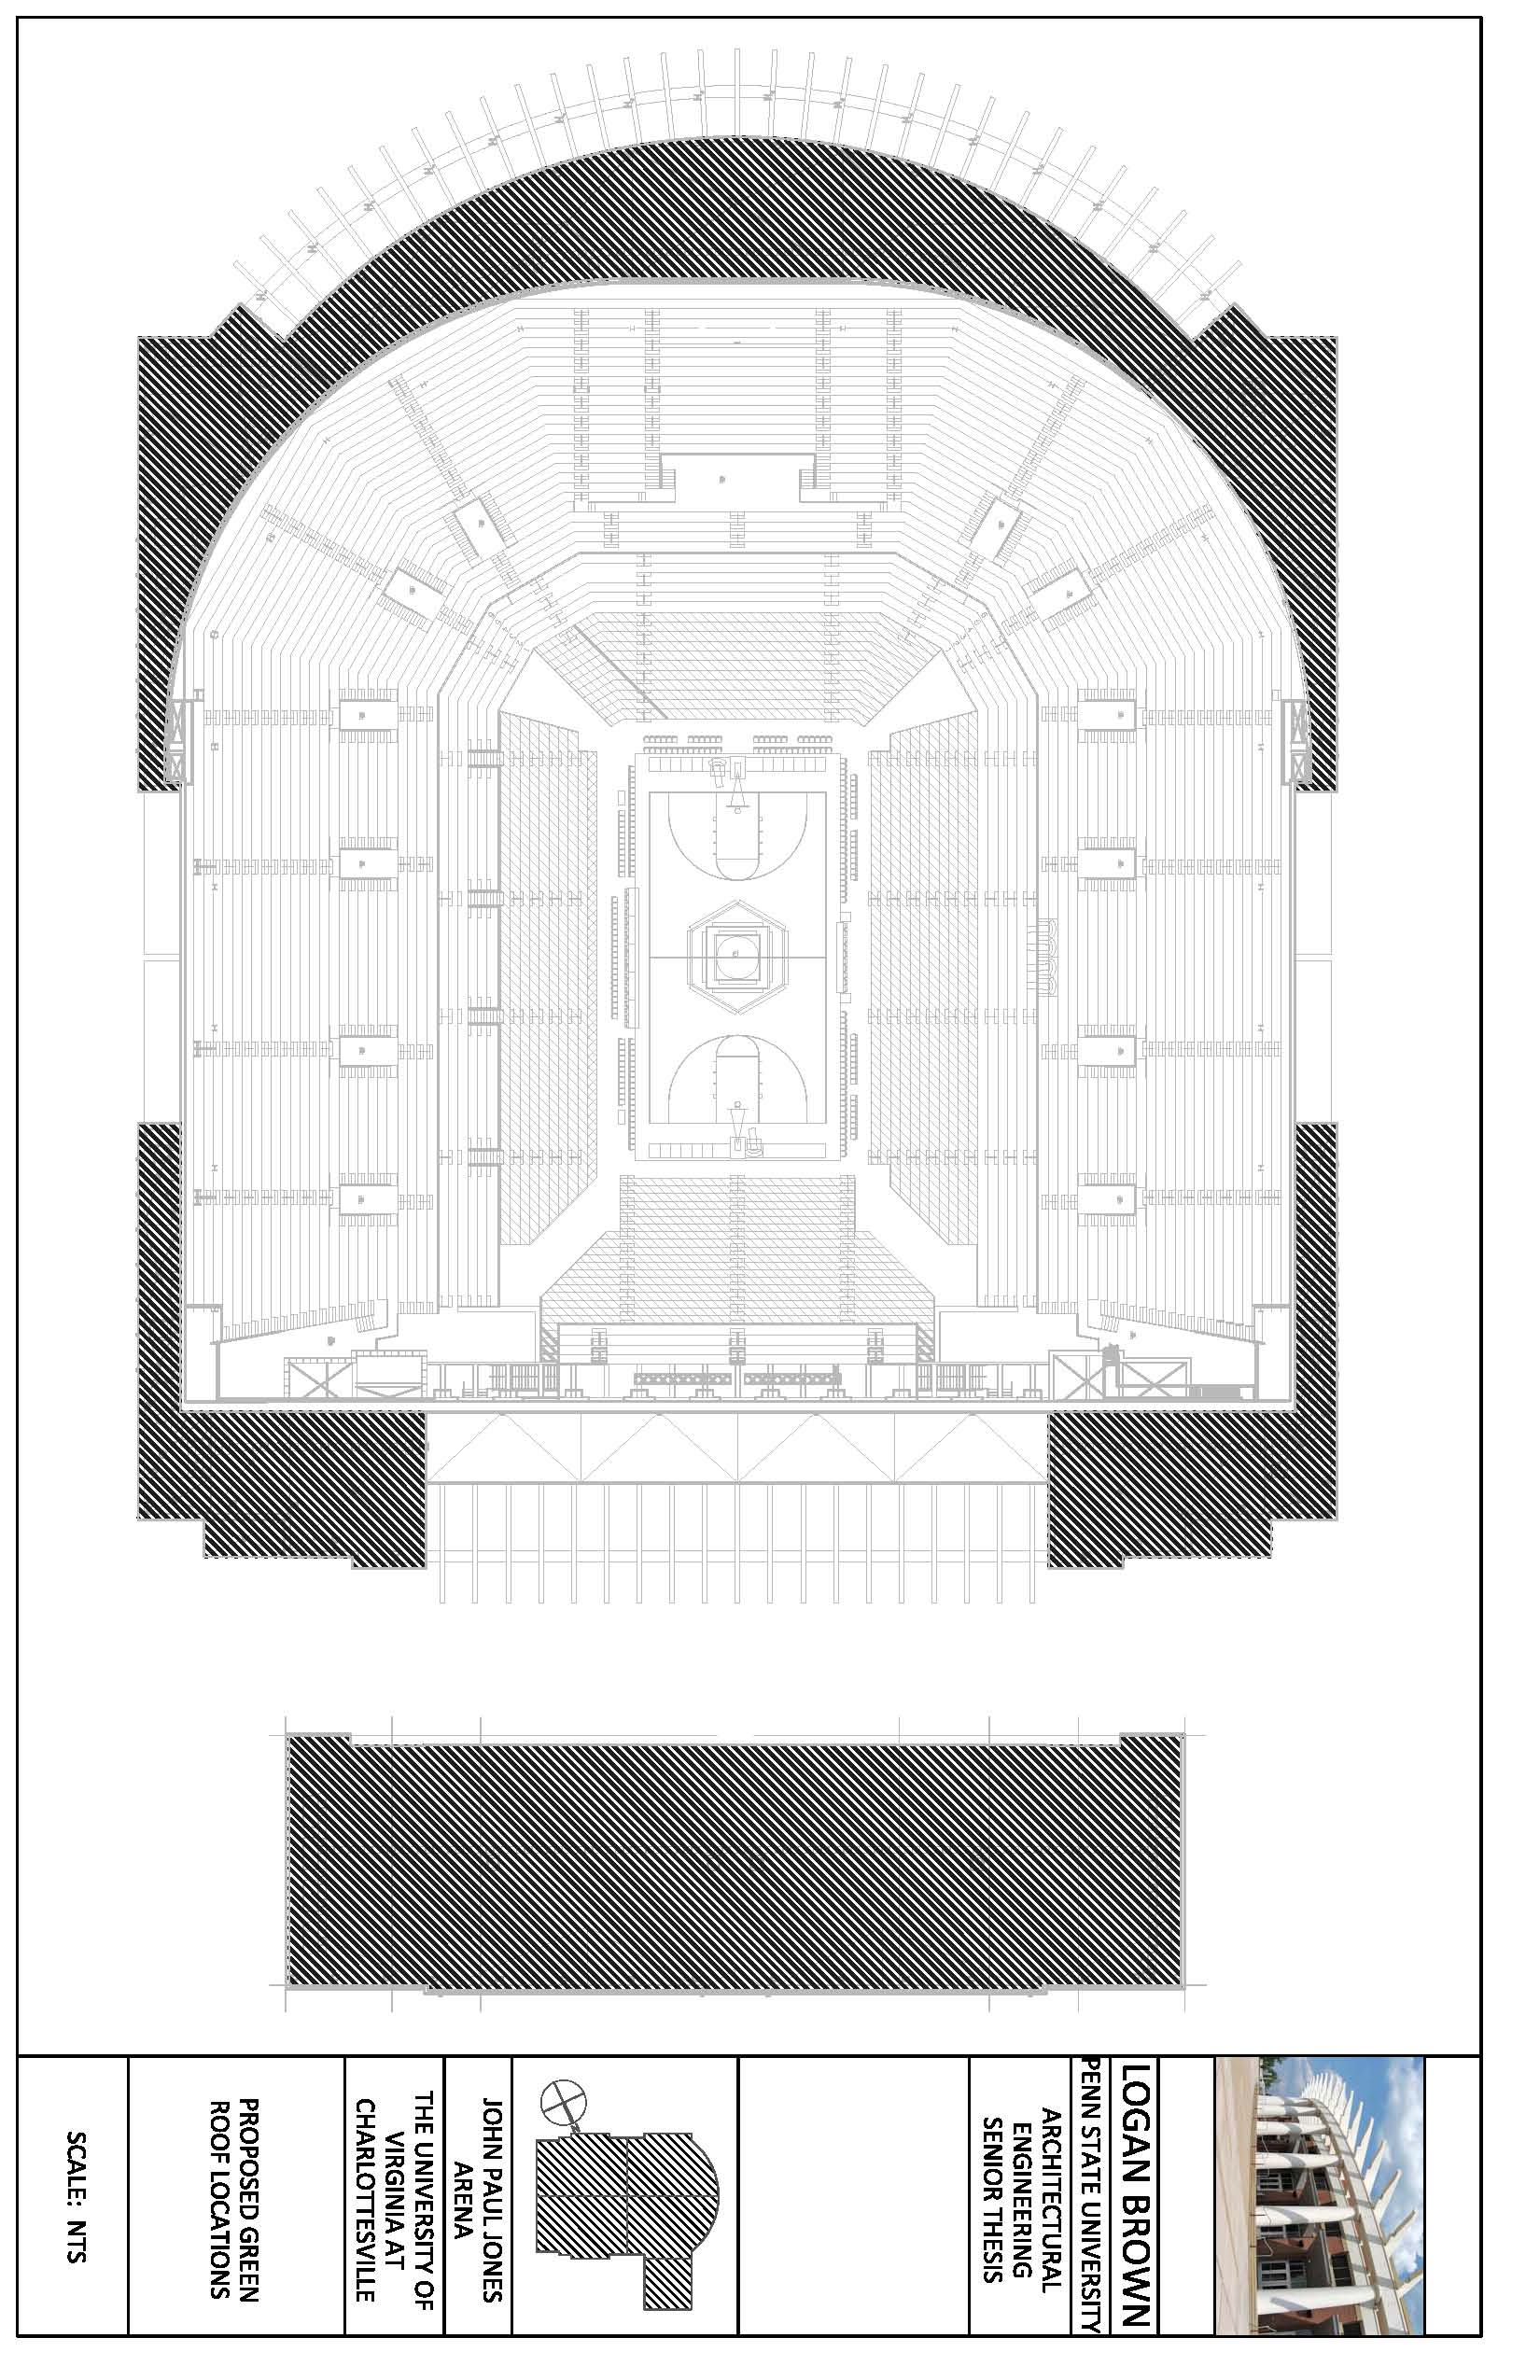 LOGAN BROWN
PENN STATE UNIVERSITY
ARCHITECTURAL
ENGINEERING
SENIOR THESIS
JOHN PAUL JONES
ARENA
THE UNIVERSITY OF
VIRGINIA AT
CHARLOTTESVILLE
PROPOSED GREEN
ROOF LOCATIONS
SCALE: NTS